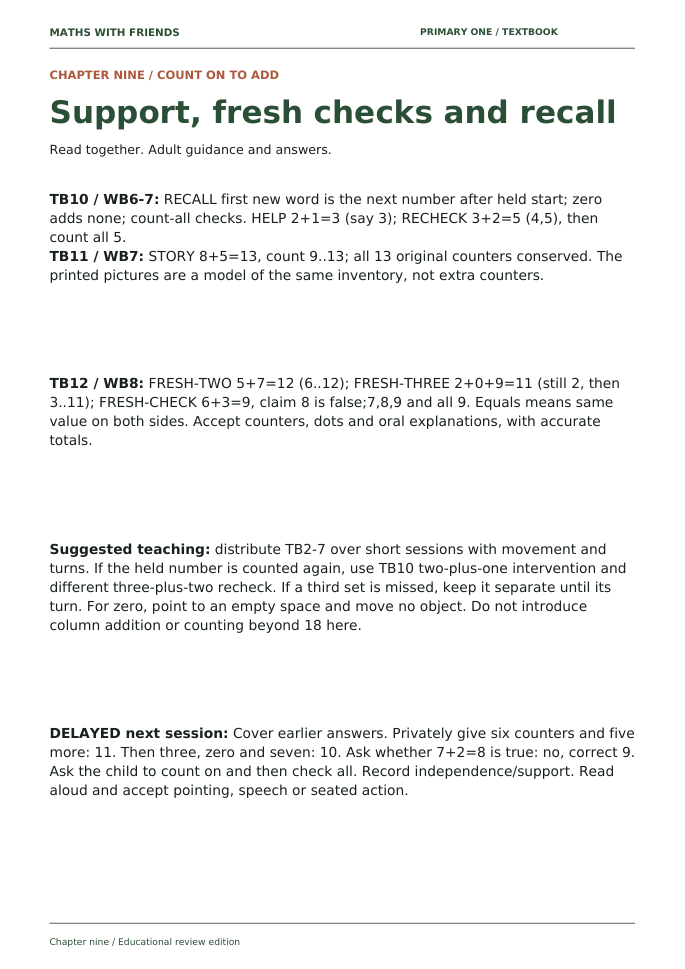 MATHS WITH FRIENDS
PRIMARY ONE / TEXTBOOK
CHAPTER NINE / COUNT ON TO ADD
Support, fresh checks and recall
Read together. Adult guidance and answers.
TB10 / WB6-7: RECALL first new word is the next number after held start; zero
adds none; count-all checks. HELP 2+1=3 (say 3); RECHECK 3+2=5 (4,5), then
count all 5.
TB11 / WB7: STORY 8+5=13, count 9..13; all 13 original counters conserved. The
printed pictures are a model of the same inventory, not extra counters.
TB12 / WB8: FRESH-TWO 5+7=12 (6..12); FRESH-THREE 2+0+9=11 (still 2, then
3..11); FRESH-CHECK 6+3=9, claim 8 is false;7,8,9 and all 9. Equals means same
value on both sides. Accept counters, dots and oral explanations, with accurate
totals.
Suggested teaching: distribute TB2-7 over short sessions with movement and
turns. If the held number is counted again, use TB10 two-plus-one intervention and
different three-plus-two recheck. If a third set is missed, keep it separate until its
turn. For zero, point to an empty space and move no object. Do not introduce
column addition or counting beyond 18 here.
DELAYED next session: Cover earlier answers. Privately give six counters and five
more: 11. Then three, zero and seven: 10. Ask whether 7+2=8 is true: no, correct 9.
Ask the child to count on and then check all. Record independence/support. Read
aloud and accept pointing, speech or seated action.
Chapter nine / Educational review edition